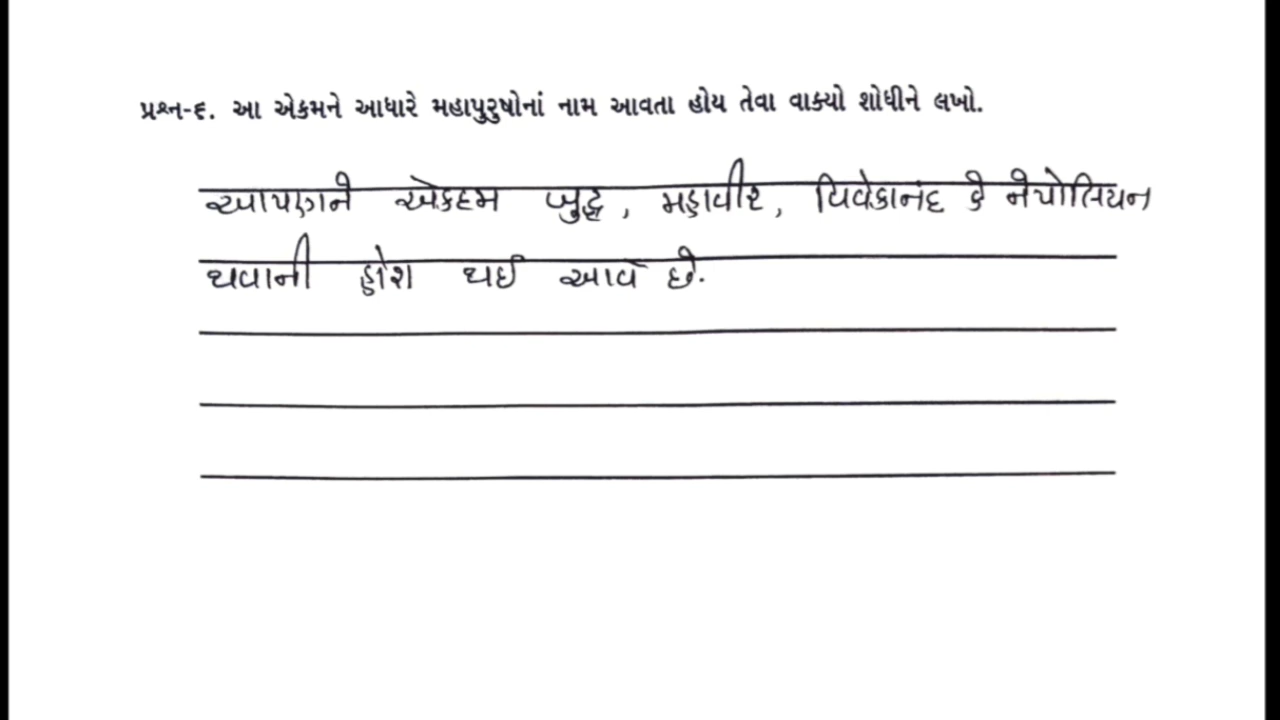 પ્રશ્ન-૬. આ એકમને આધારે મહાપુરુષોનાં નામ આવતા હોય તેવા વાક્યો શોધીને લખો.
આપણને એકદમ બુદ્ધ, મહાવીર, વિવેકાનંદ કે નેપોલિયન
થવાની હોંશ થઈ આવે છે.